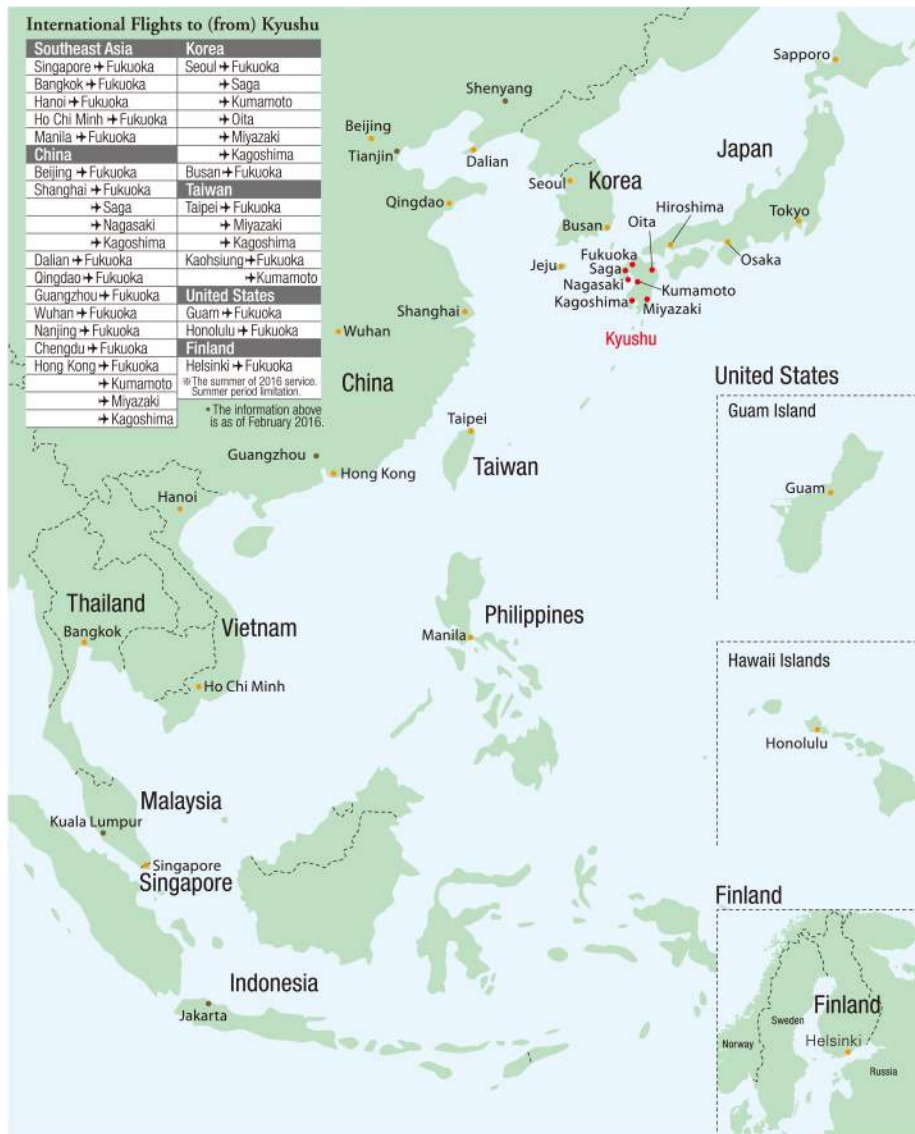 International Flights to (from) Kyushu
Southeast Asia
Singapore ✈ Fukuoka
Bangkok ✈ Fukuoka
Hanoi ✈ Fukuoka
Ho Chi Minh ✈ Fukuoka
Manila ✈ Fukuoka
China
Beijing ✈ Fukuoka
Shanghai ✈ Fukuoka
✈ Saga
✈ Nagasaki
✈ Kagoshima
Dalian ✈ Fukuoka
Qingdao ✈ Fukuoka
Guangzhou ✈ Fukuoka
Wuhan ✈ Fukuoka
Nanjing ✈ Fukuoka
Chengdu ✈ Fukuoka
Hong Kong ✈ Fukuoka
✈ Kumamoto
✈ Miyazaki
✈ Kagoshima
Korea
Seoul ✈ Fukuoka
✈ Saga
✈ Kumamoto
✈ Oita
✈ Miyazaki
✈ Kagoshima
Busan ✈ Fukuoka
Taiwan
Taipei ✈ Fukuoka
✈ Miyazaki
✈ Kagoshima
Kaohsiung ✈ Fukuoka
✈ Kumamoto
United States
Guam ✈ Fukuoka
Honolulu ✈ Fukuoka
Finland
Helsinki ✈ Fukuoka
※The summer of 2016 service.
Summer period limitation.
• The information above
is as of February 2016.
Sapporo
Shenyang
Beijing
Tianjin
Dalian
Japan
Seoul
Korea
Qingdao
Hiroshima
Tokyo
Busan
Oita
Osaka
Fukuoka
Jeju
Saga
Nagasaki
Kumamoto
Kagoshima
Miyazaki
Shanghai
Kyushu
Wuhan
China
United States
Guam Island
Taipei
Guangzhou
Taiwan
Hong Kong
Guam
Hanoi
Thailand
Philippines
Bangkok
Vietnam
Manila
Hawaii Islands
Ho Chi Minh
Honolulu
Malaysia
Kuala Lumpur
Singapore
Singapore
Finland
Indonesia
Jakarta
Finland
Sweden
Norway
Helsinki
Russia